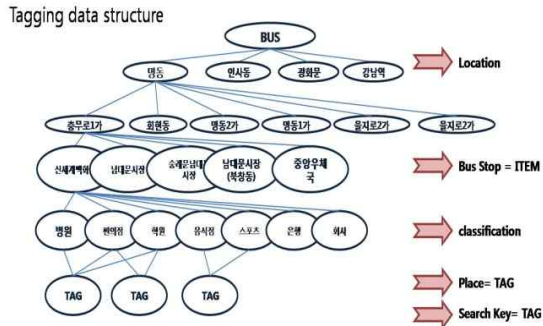 Tagging data structure
BUS
명동
인사동
광화문
강남역
Location
충무로1가
회현동
명동2가
명동1가
을지로2가
을지로2가
신세계백화
남대문시장
숭례문남대문
시장
남대문시장
(북창동)
중앙우체
국
Bus Stop = ITEM
병원
편의점
학원
음식점
스포츠
은행
회사
classification
TAG
TAG
TAG
Place= TAG
Search Key= TAG